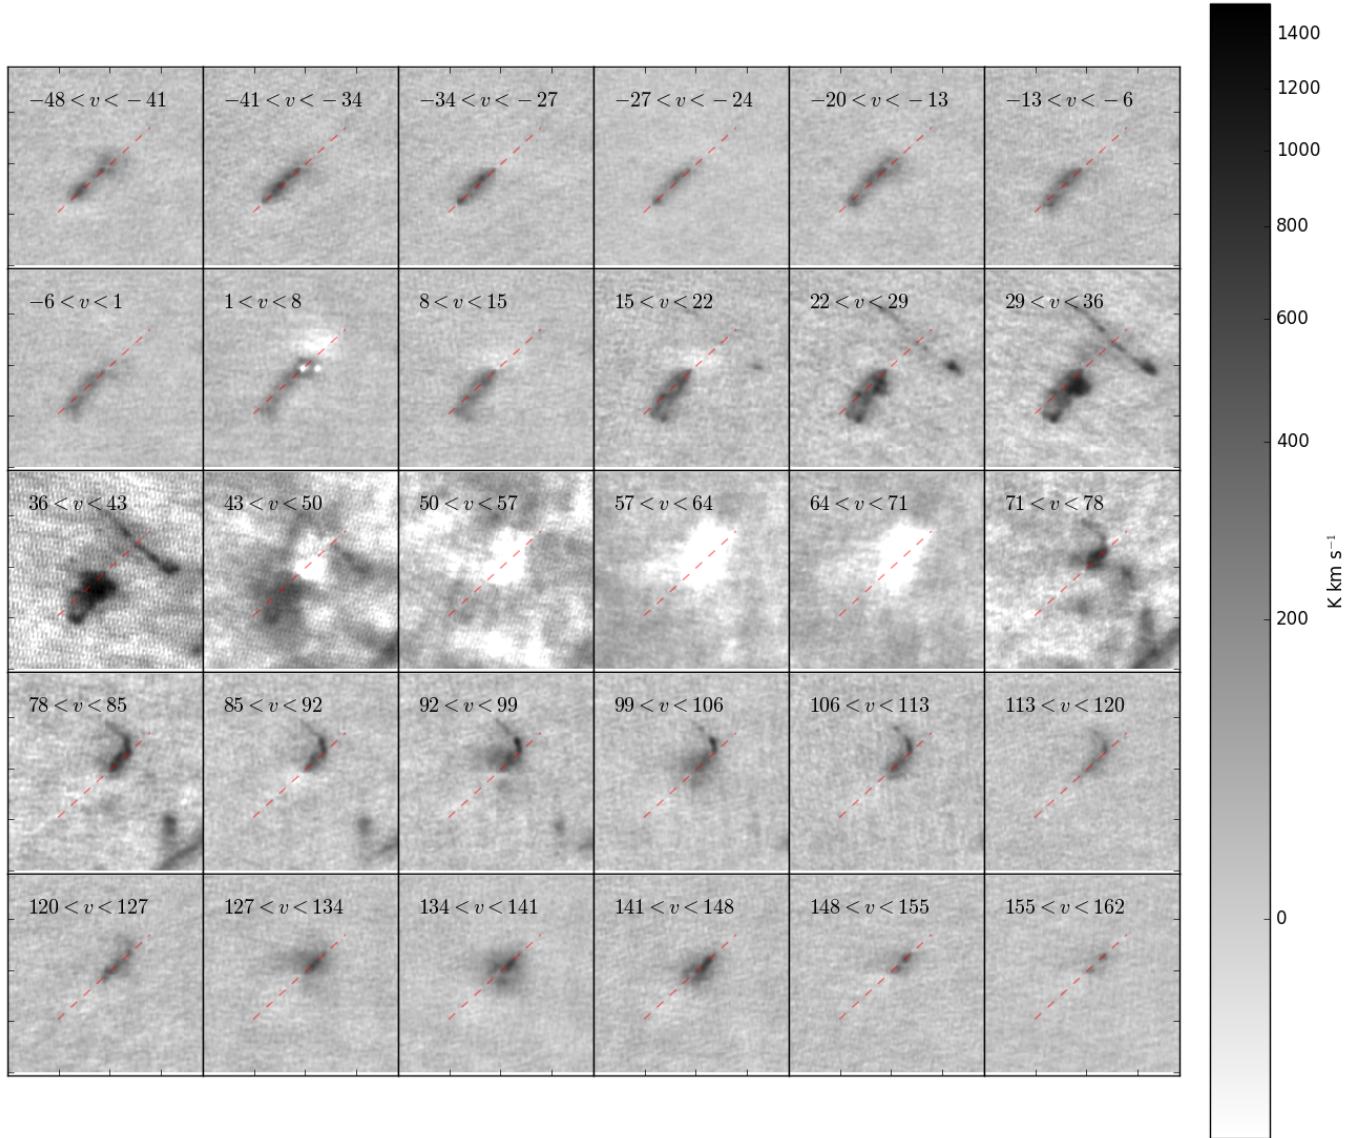 −48 < v < −41
−41 < v < −34
−34 < v < −27
−27 < v < −24
−20 < v < −13
−13 < v < −6
−6 < v < 1
1 < v < 8
8 < v < 15
15 < v < 22
22 < v < 29
29 < v < 36
36 < v < 43
43 < v < 50
50 < v < 57
57 < v < 64
64 < v < 71
71 < v < 78
78 < v < 85
85 < v < 92
92 < v < 99
99 < v < 106
106 < v < 113
113 < v < 120
120 < v < 127
127 < v < 134
134 < v < 141
141 < v < 148
148 < v < 155
155 < v < 162
1400
1200
1000
800
600
400
200
0
K km s⁻¹